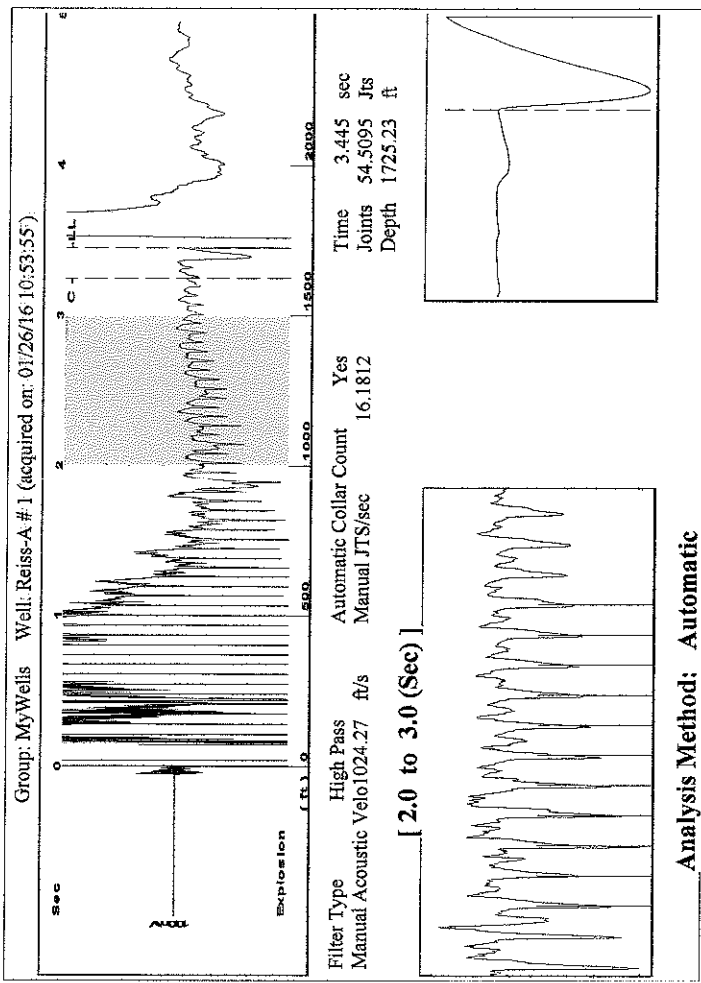 Group: MyWells Well: Reiss-A # 1 (acquired on: 01/26/16 10:53:55 )
Sec 0 1 2 3 4
C LL
Explosion
( ft ) 0 500 1000 1500 2000
Filter Type High Pass Automatic Collar Count Yes Time 3.445 sec
Manual Acoustic Velo1024.27 ft/s Manual JTS/sec 16.1812 Joints 54.5095 Jts
Depth 1725.23 ft
[ 2.0 to 3.0 (Sec) ]
Analysis Method: Automatic